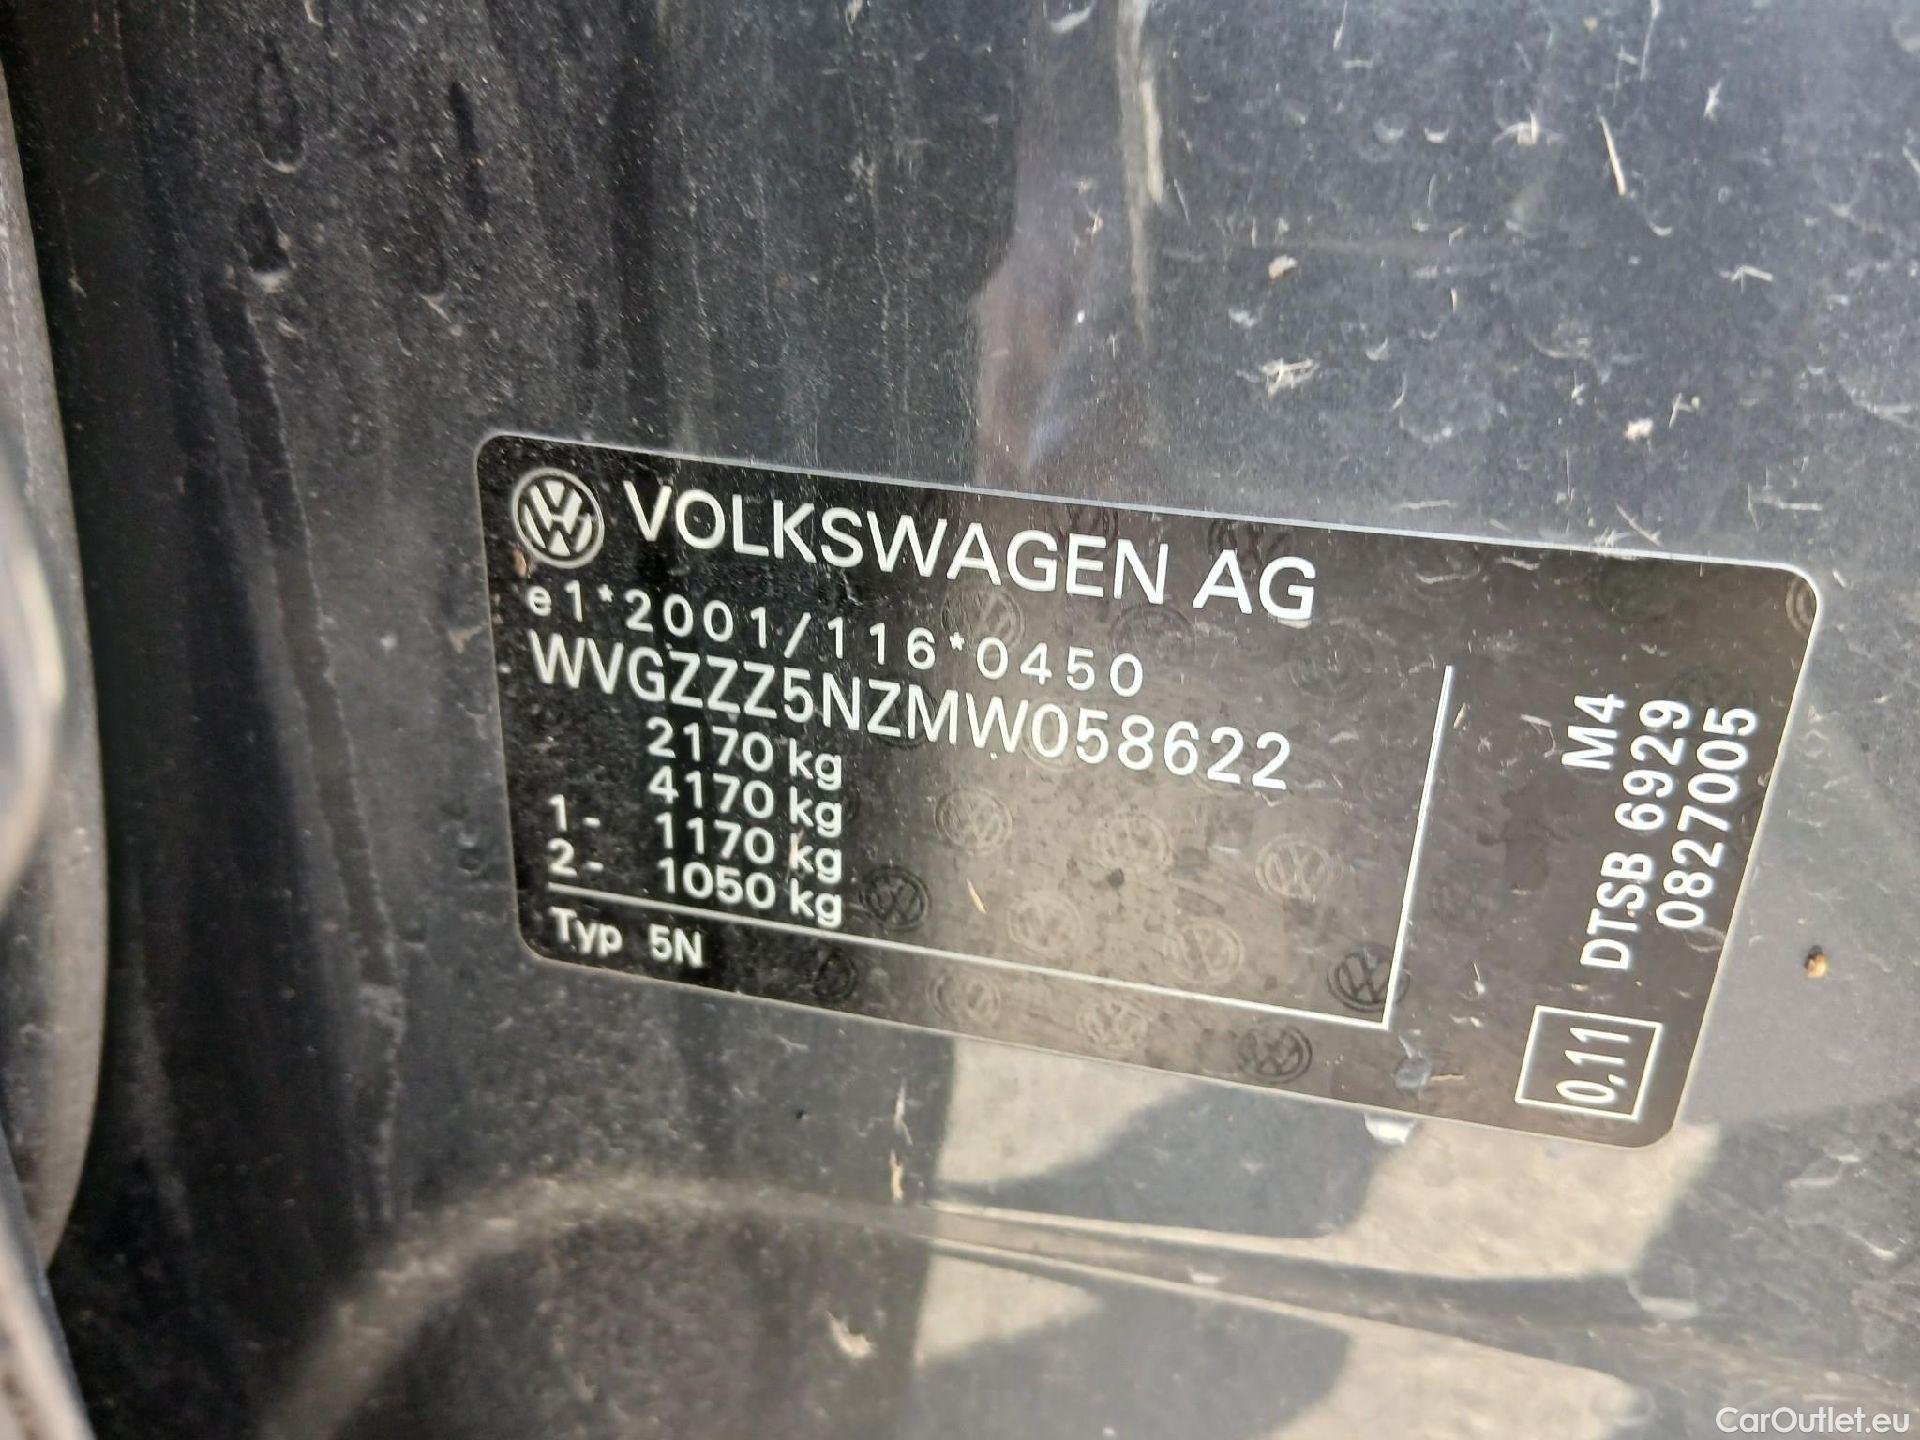 VOLKSWAGEN AG
e1*2001/116*0450
WVGZZZ5NZMW058622
2170 kg
4170 kg
1- 1170 kg
2- 1050 kg
Typ 5N
M4
DTSB 6929
0827005
0,11
CarOutlet.eu